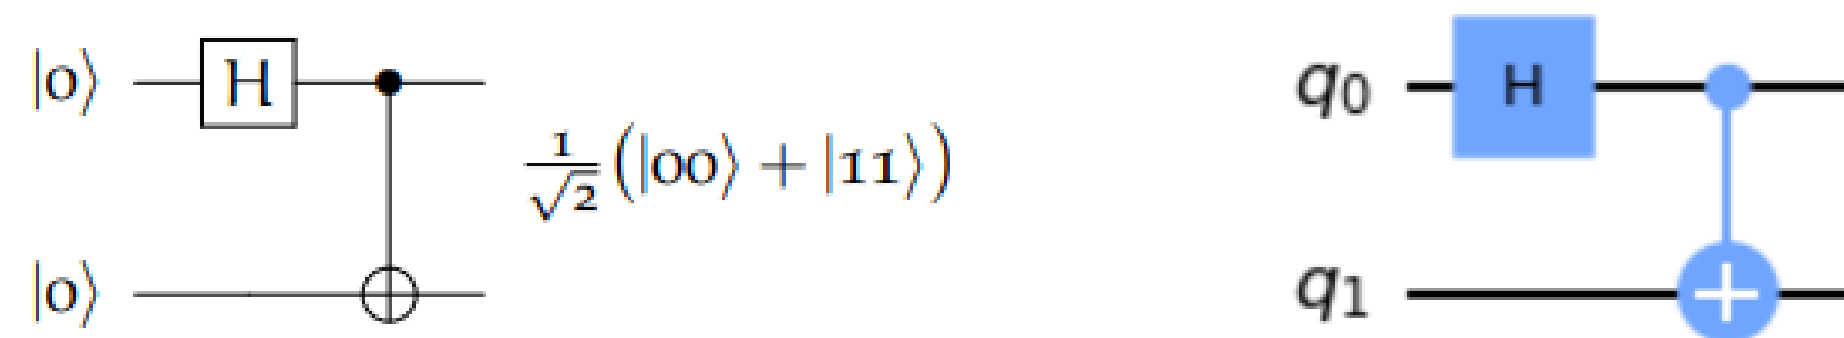 |0⟩ H q₀ H
1/√2(|00⟩ + |11⟩)
|0⟩ q₁